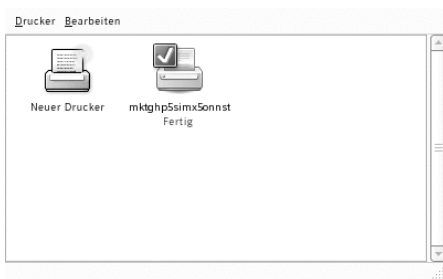 Drucker Bearbeiten
Neuer Drucker
mktghp5simx5onnst
Fertig